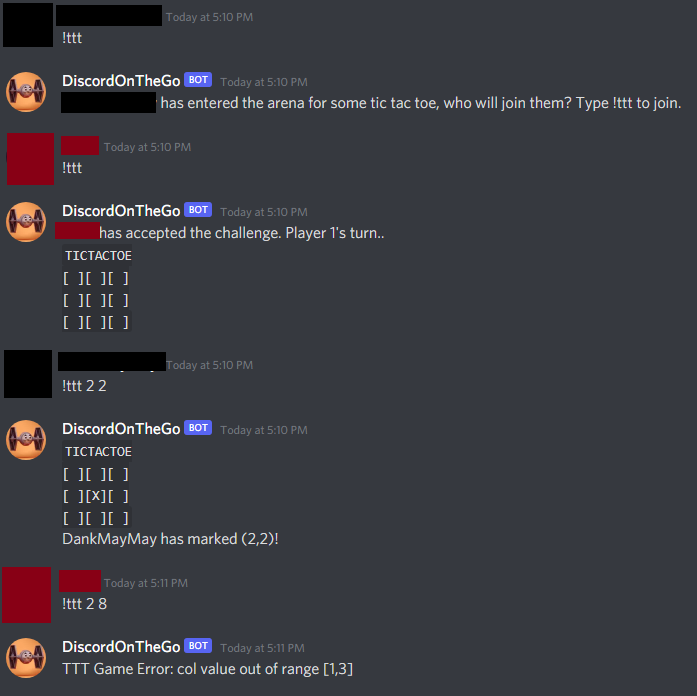 Today at 5:10 PM
!ttt
DiscordOnTheGo BOT Today at 5:10 PM
has entered the arena for some tic tac toe, who will join them? Type !ttt to join.
Today at 5:10 PM
!ttt
DiscordOnTheGo BOT Today at 5:10 PM
has accepted the challenge. Player 1's turn..
TICTACTOE
[ ][ ][ ]
[ ][ ][ ]
[ ][ ][ ]
Today at 5:10 PM
!ttt 2 2
DiscordOnTheGo BOT Today at 5:10 PM
TICTACTOE
[ ][ ][ ]
[ ][X][ ]
[ ][ ][ ]
DankMayMay has marked (2,2)!
Today at 5:11 PM
!ttt 2 8
DiscordOnTheGo BOT Today at 5:11 PM
TTT Game Error: col value out of range [1,3]